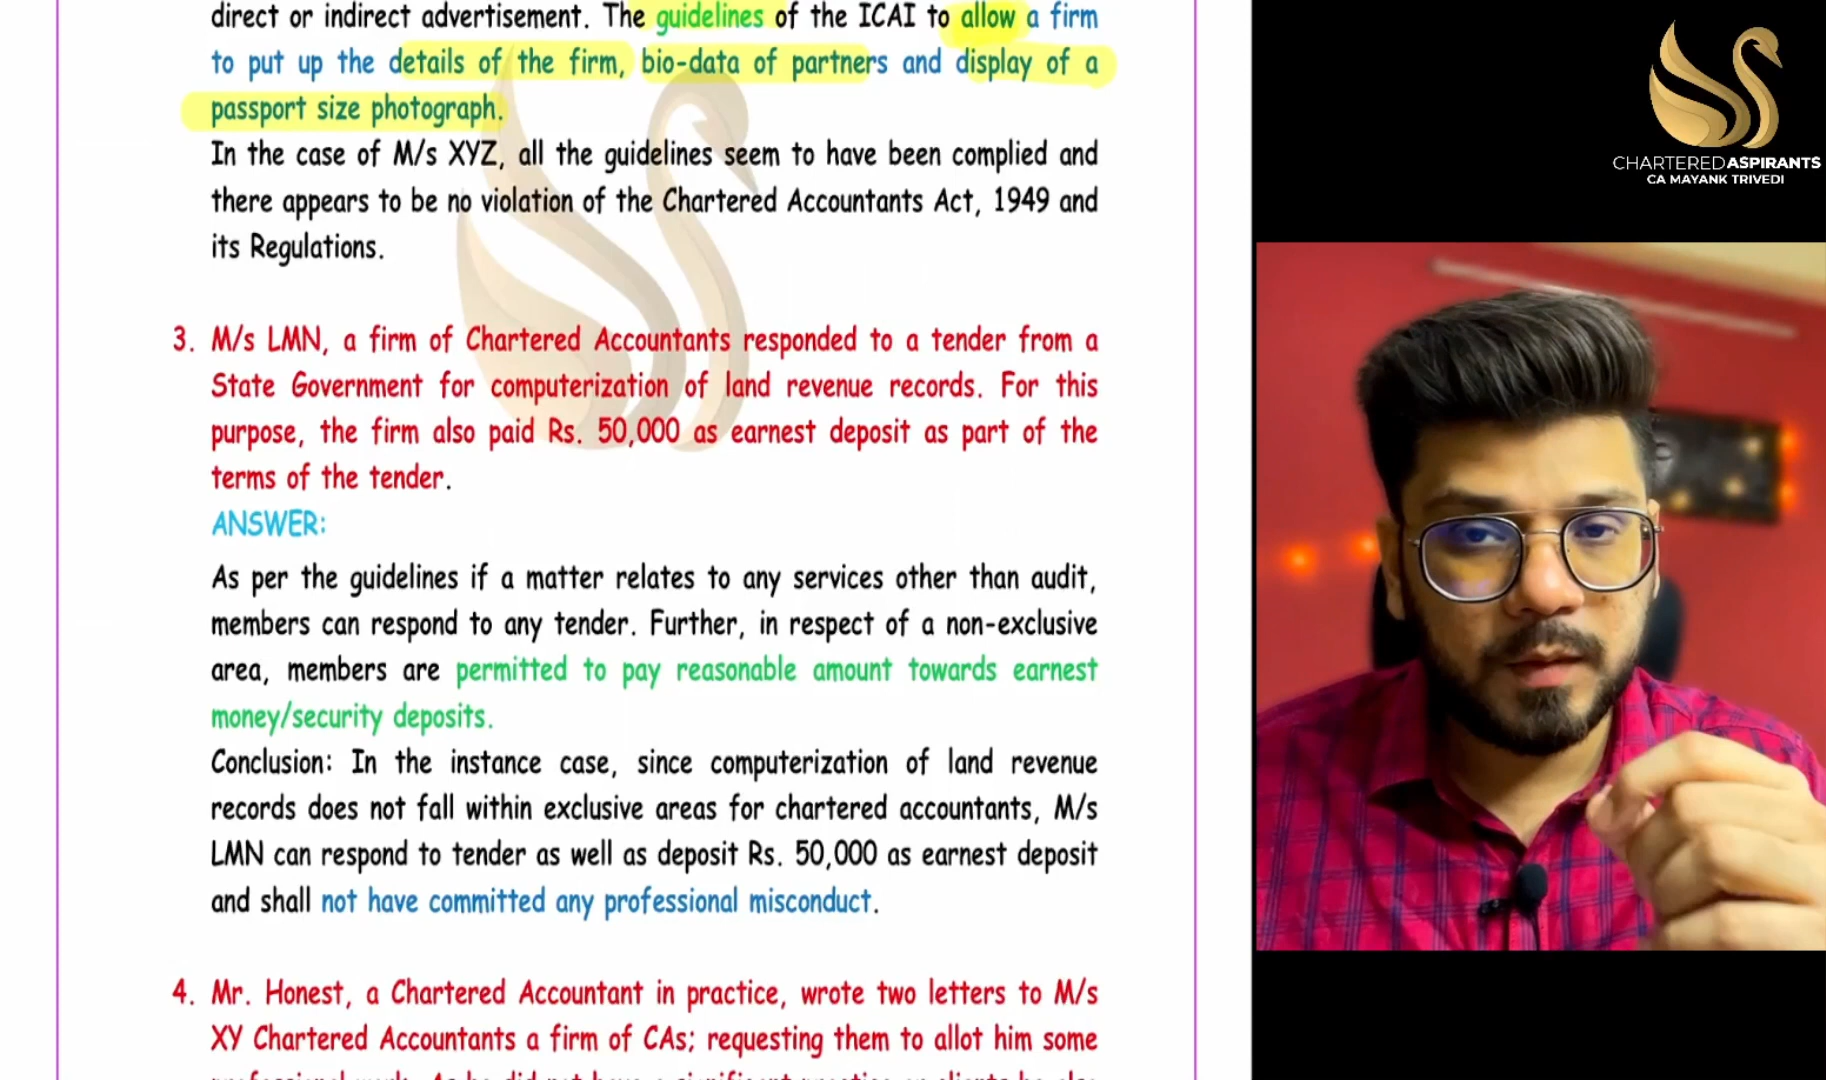 direct or indirect advertisement. The guidelines of the ICAI to allow a firm
to put up the details of the firm, bio-data of partners and display of a
passport size photograph.
In the case of M/s XYZ, all the guidelines seem to have been complied and
there appears to be no violation of the Chartered Accountants Act, 1949 and
its Regulations.
3. M/s LMN, a firm of Chartered Accountants responded to a tender from a
State Government for computerization of land revenue records. For this
purpose, the firm also paid Rs. 50,000 as earnest deposit as part of the
terms of the tender.
ANSWER:
As per the guidelines if a matter relates to any services other than audit,
members can respond to any tender. Further, in respect of a non-exclusive
area, members are permitted to pay reasonable amount towards earnest
money/security deposits.
Conclusion: In the instance case, since computerization of land revenue
records does not fall within exclusive areas for chartered accountants, M/s
LMN can respond to tender as well as deposit Rs. 50,000 as earnest deposit
and shall not have committed any professional misconduct.
4. Mr. Honest, a Chartered Accountant in practice, wrote two letters to M/s
XY Chartered Accountants a firm of CAs; requesting them to allot him some
CHARTERED ASPIRANTS
CA MAYANK TRIVEDI